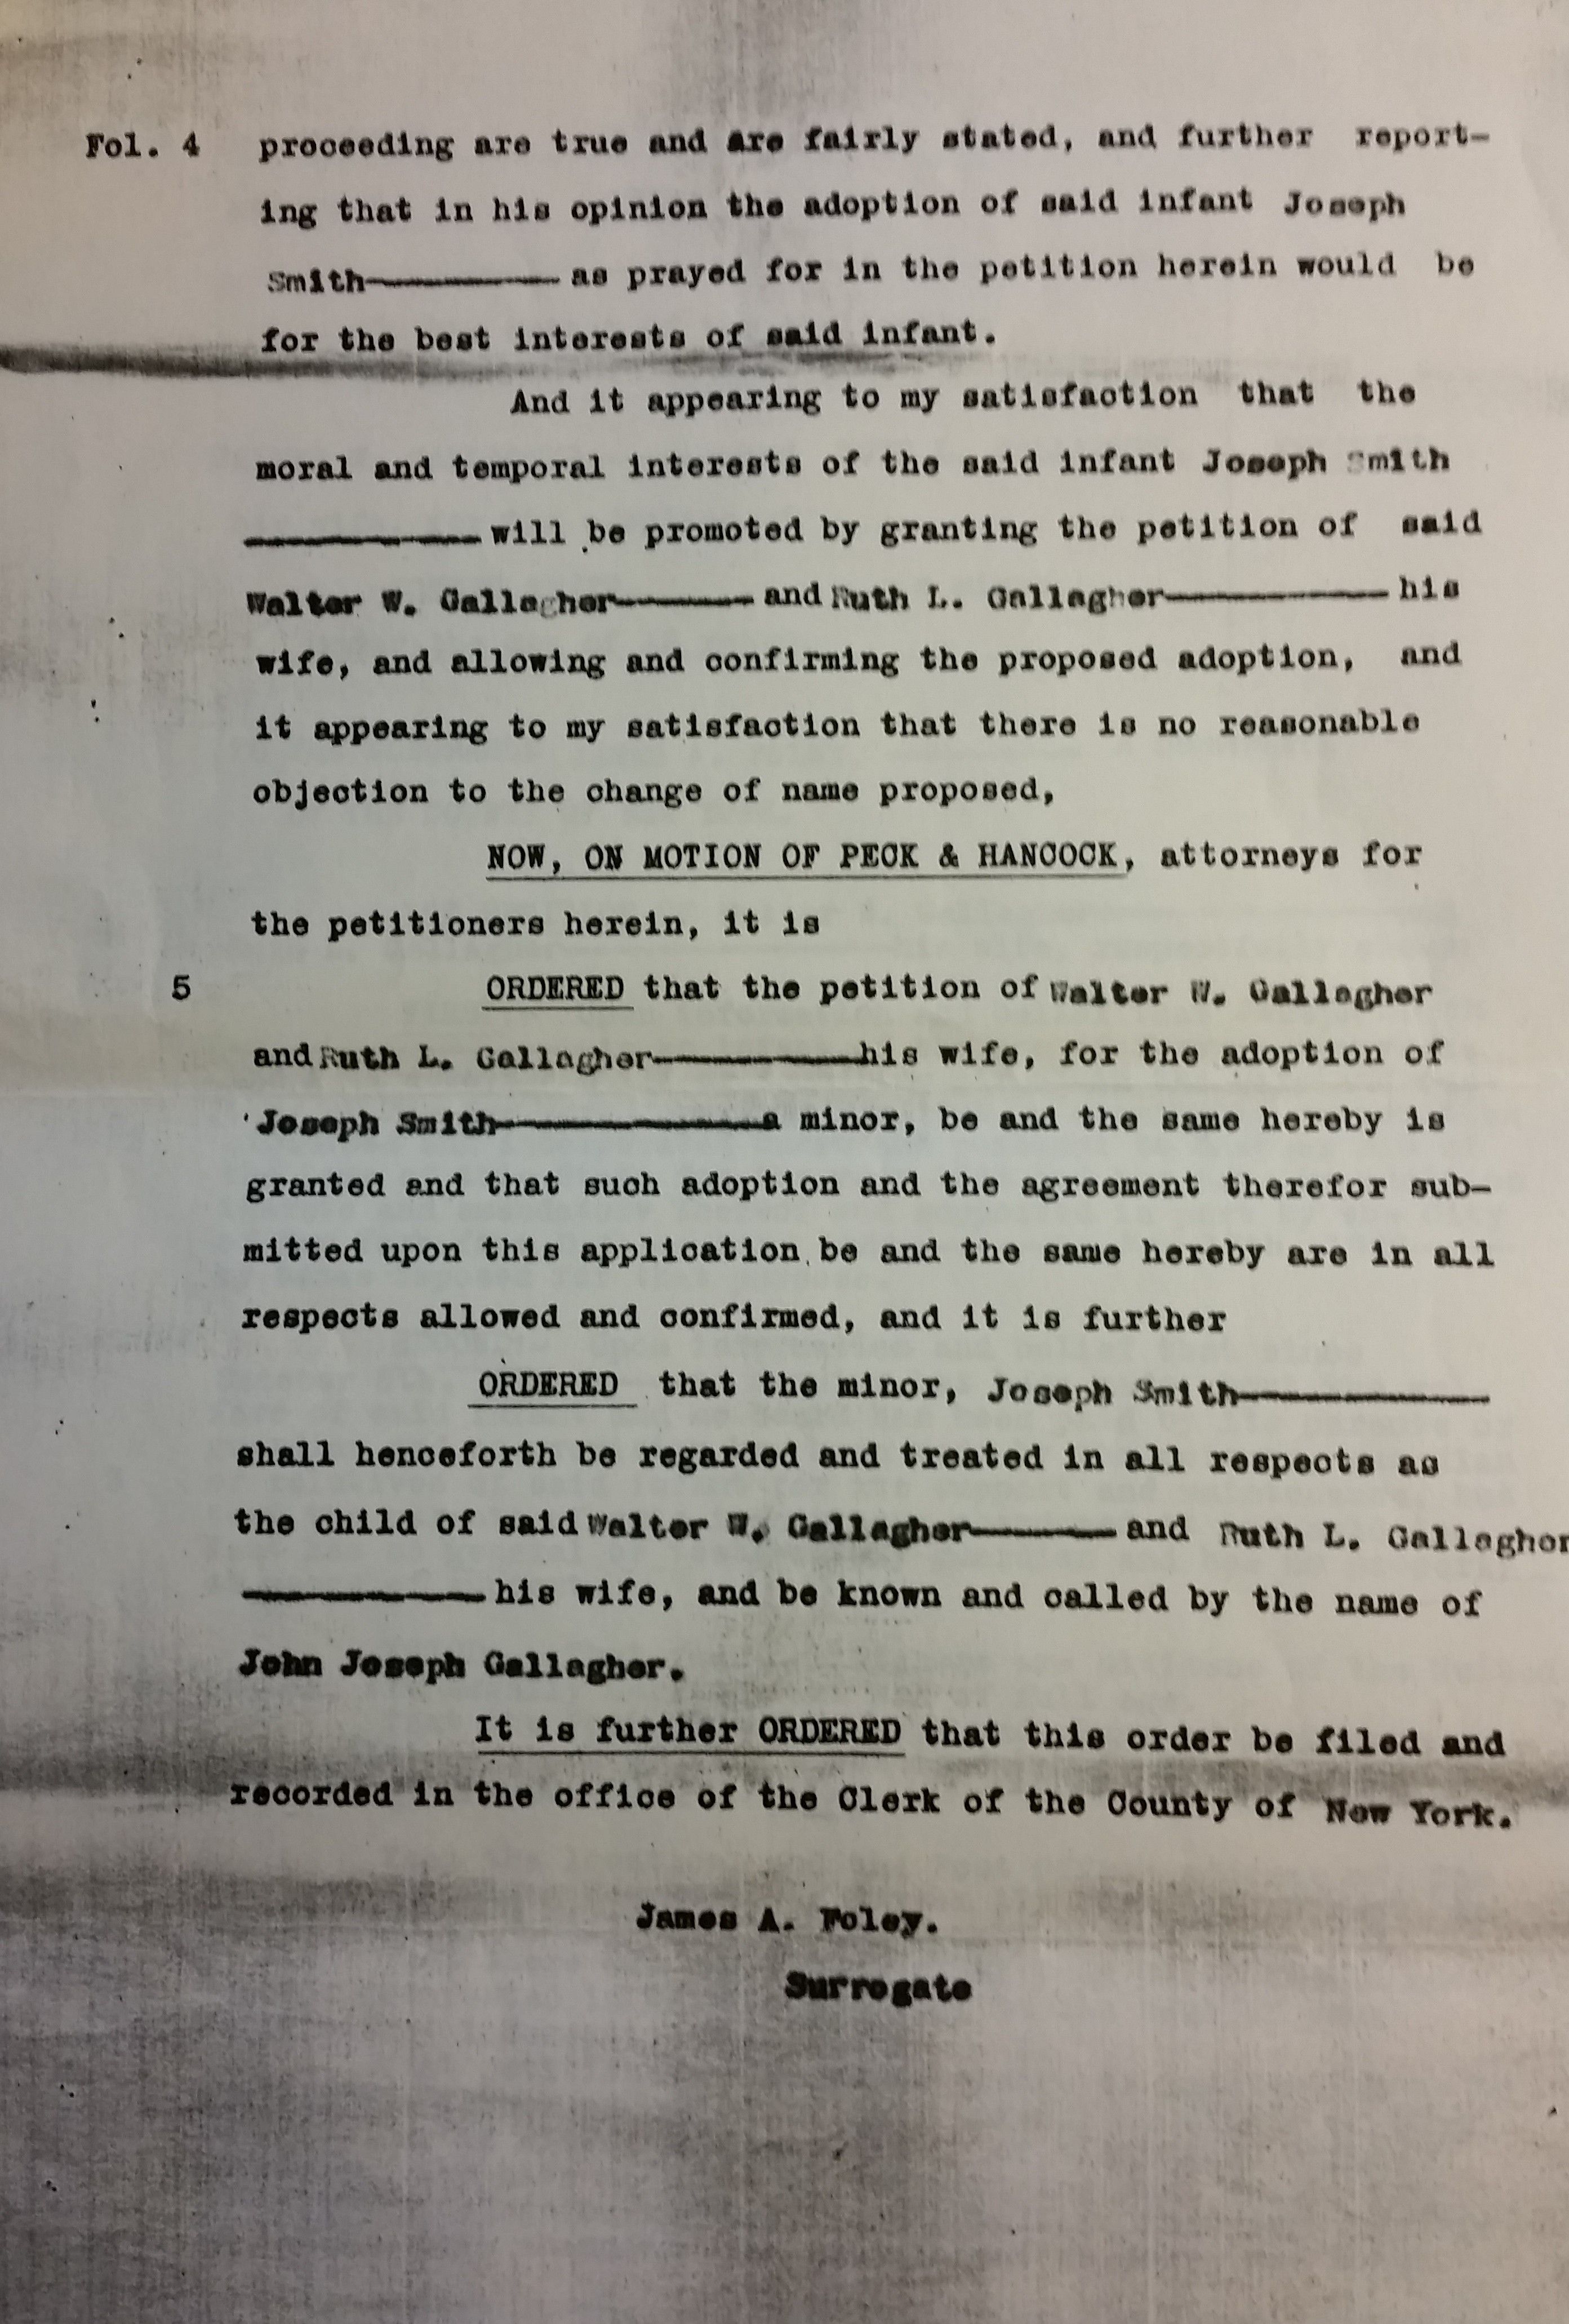 Fol. 4 proceeding are true and are fairly stated, and further report-
ing that in his opinion the adoption of said infant Joseph
Smith————— as prayed for in the petition herein would be
for the best interests of said infant.
And it appearing to my satisfaction that the
moral and temporal interests of the said infant Joseph Smith
————— will be promoted by granting the petition of said
Walter W. Gallagher———— and Ruth L. Gallagher————— his
wife, and allowing and confirming the proposed adoption, and
it appearing to my satisfaction that there is no reasonable
objection to the change of name proposed,
NOW, ON MOTION OF PECK & HANCOCK, attorneys for
the petitioners herein, it is
5 ORDERED that the petition of Walter W. Gallagher
and Ruth L. Gallagher—————his wife, for the adoption of
Joseph Smith——————a minor, be and the same hereby is
granted and that such adoption and the agreement therefor sub-
mitted upon this application be and the same hereby are in all
respects allowed and confirmed, and it is further
ORDERED that the minor, Joseph Smith—————
shall henceforth be regarded and treated in all respects as
the child of said Walter W. Gallagher———— and Ruth L. Gallagher
————— his wife, and be known and called by the name of
John Joseph Gallagher.
It is further ORDERED that this order be filed and
recorded in the office of the Clerk of the County of New York.
James A. Foley.
Surrogate